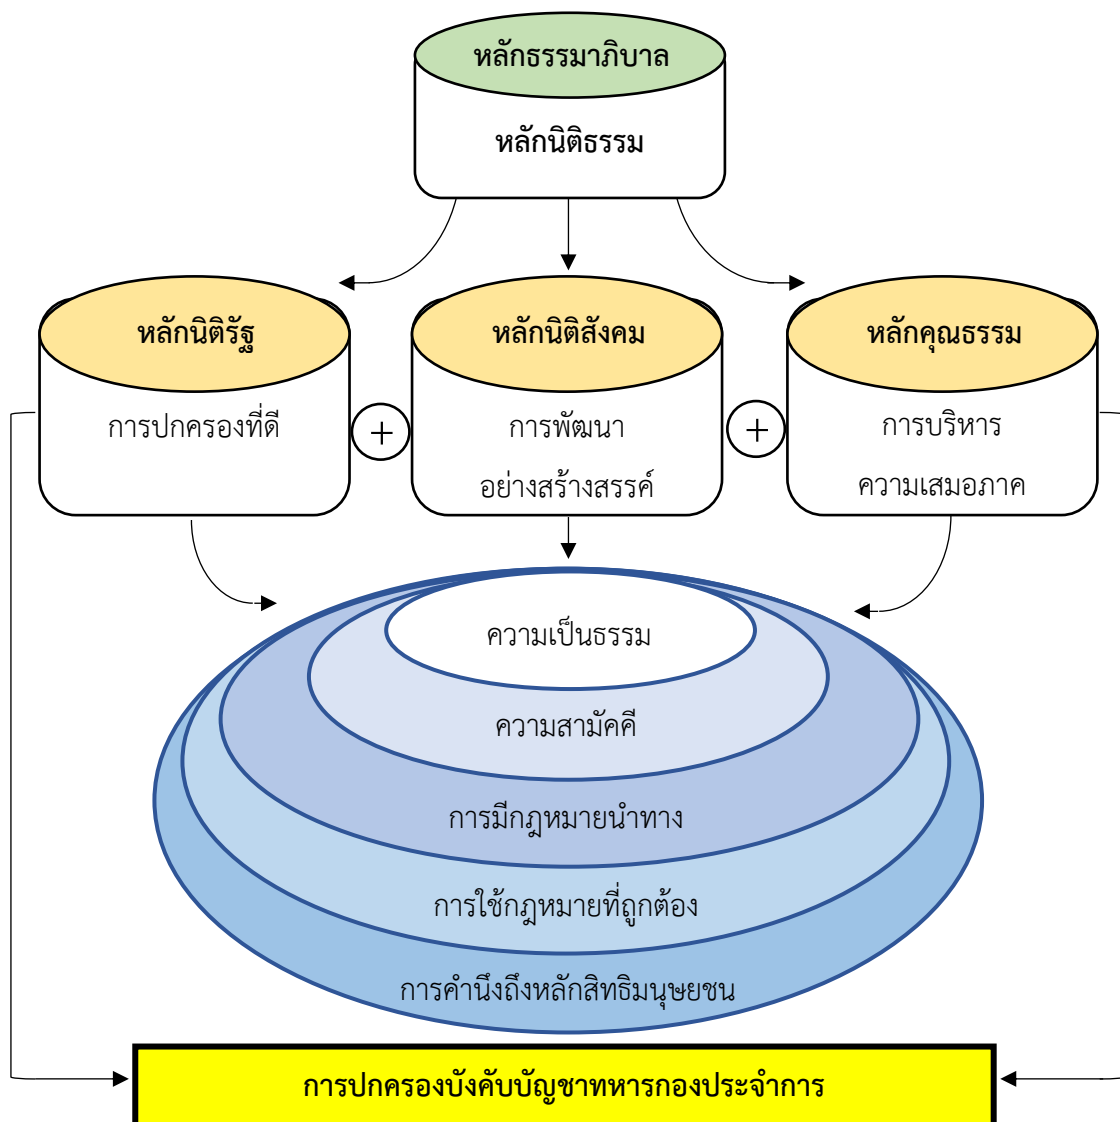 หลักธรรมาภิบาล
หลักนิติธรรม
หลักนิติรัฐ
การปกครองที่ดี
+
หลักนิติสังคม
การพัฒนา
อย่างสร้างสรรค์
+
หลักคุณธรรม
การบริหาร
ความเสมอภาค
ความเป็นธรรม
ความสามัคคี
การมีกฎหมายนำทาง
การใช้กฎหมายที่ถูกต้อง
การคำนึงถึงหลักสิทธิมนุษยชน
การปกครองบังคับบัญชาทหารกองประจำการ